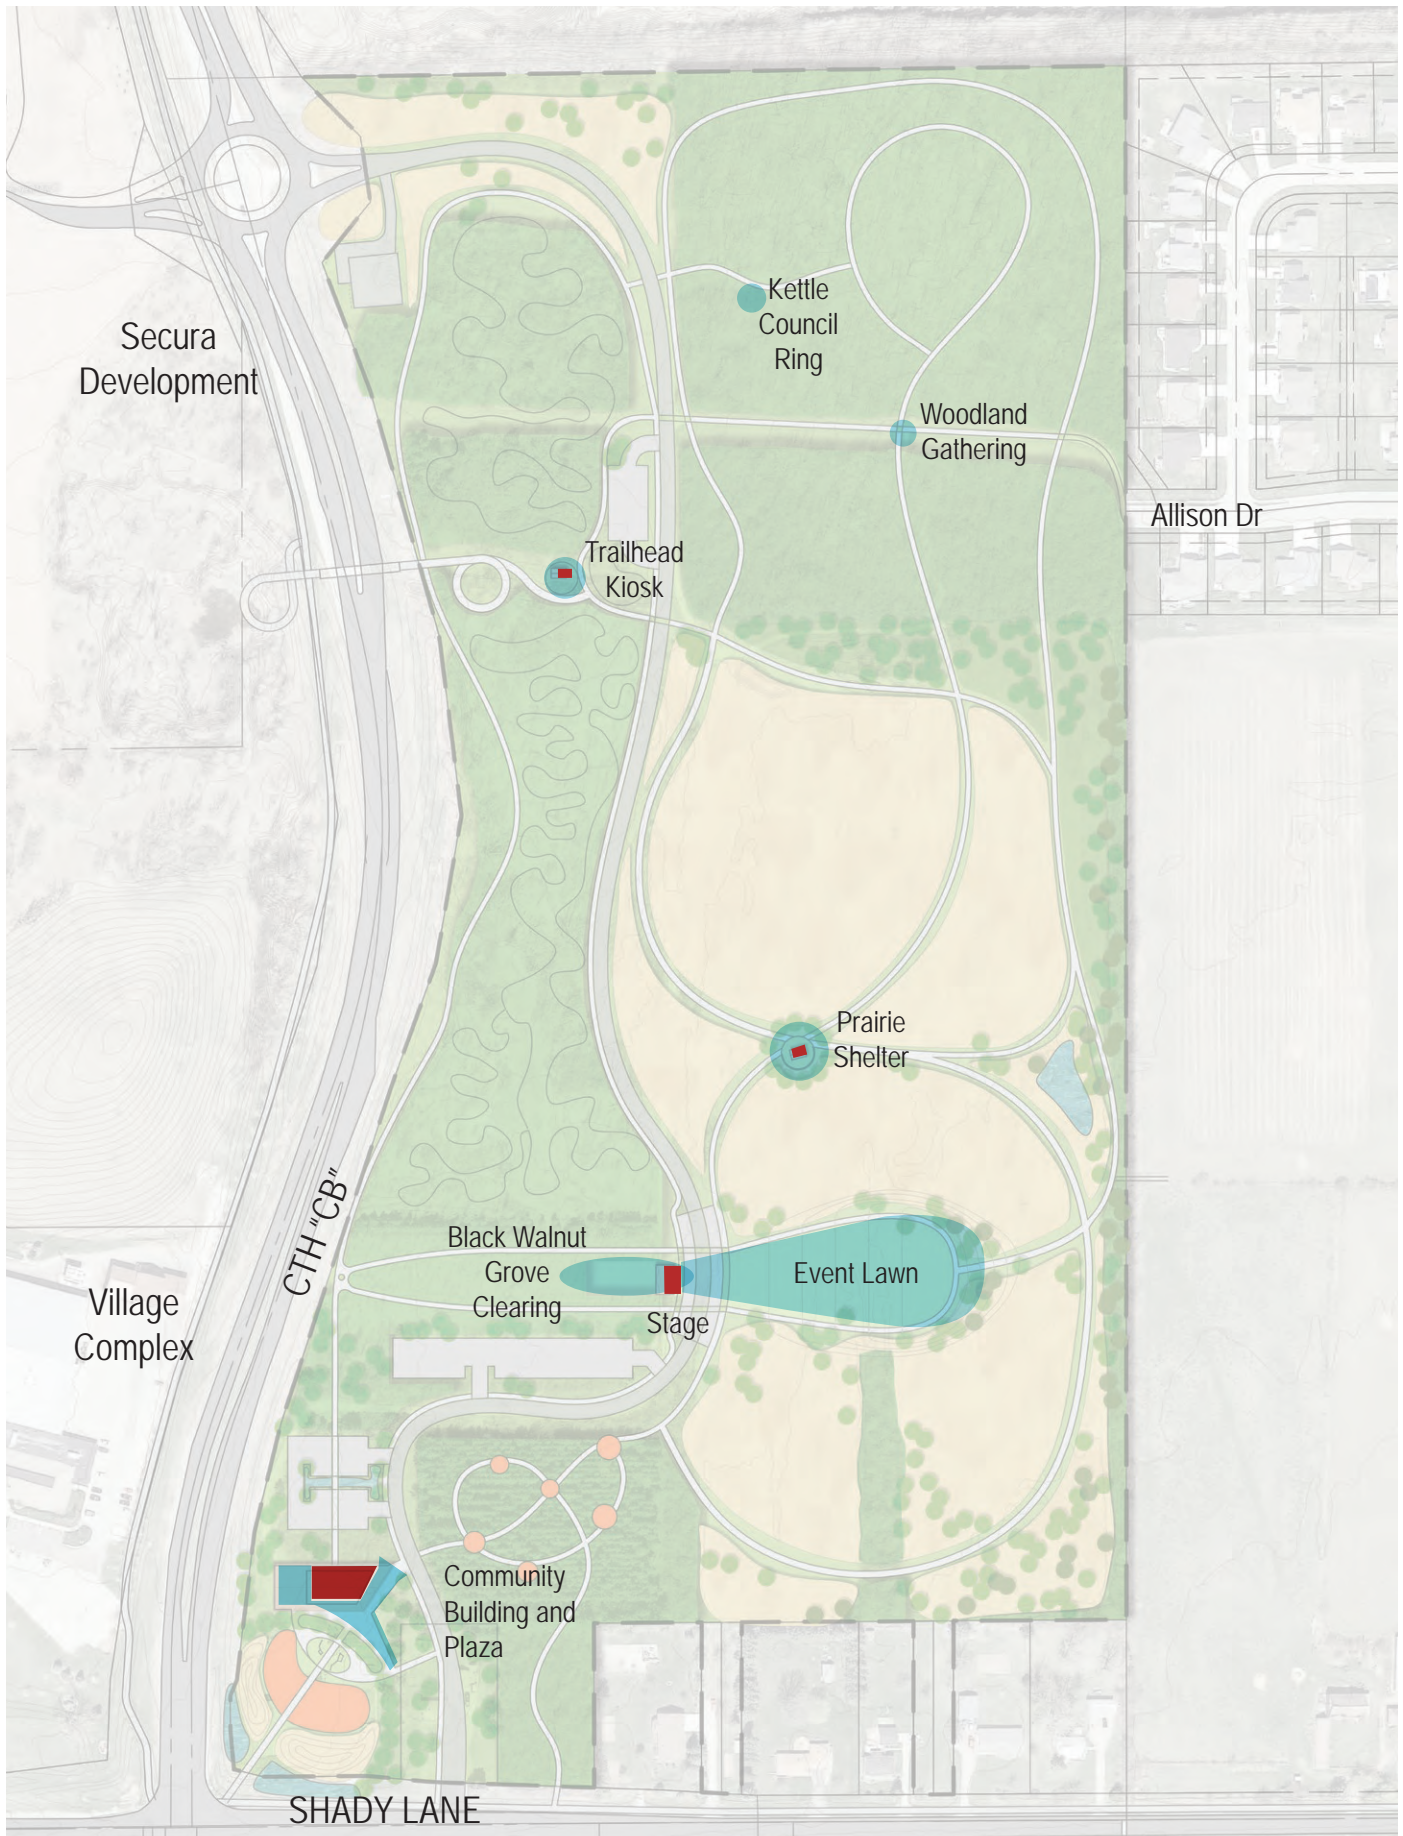 Kettle
Council
Ring
Secura
Development
Woodland
Gathering
Allison Dr
Trailhead
Kiosk
Prairie
Shelter
CTH "CB"
Black Walnut
Grove
Clearing
Event Lawn
Stage
Village
Complex
Community
Building and
Plaza
SHADY LANE